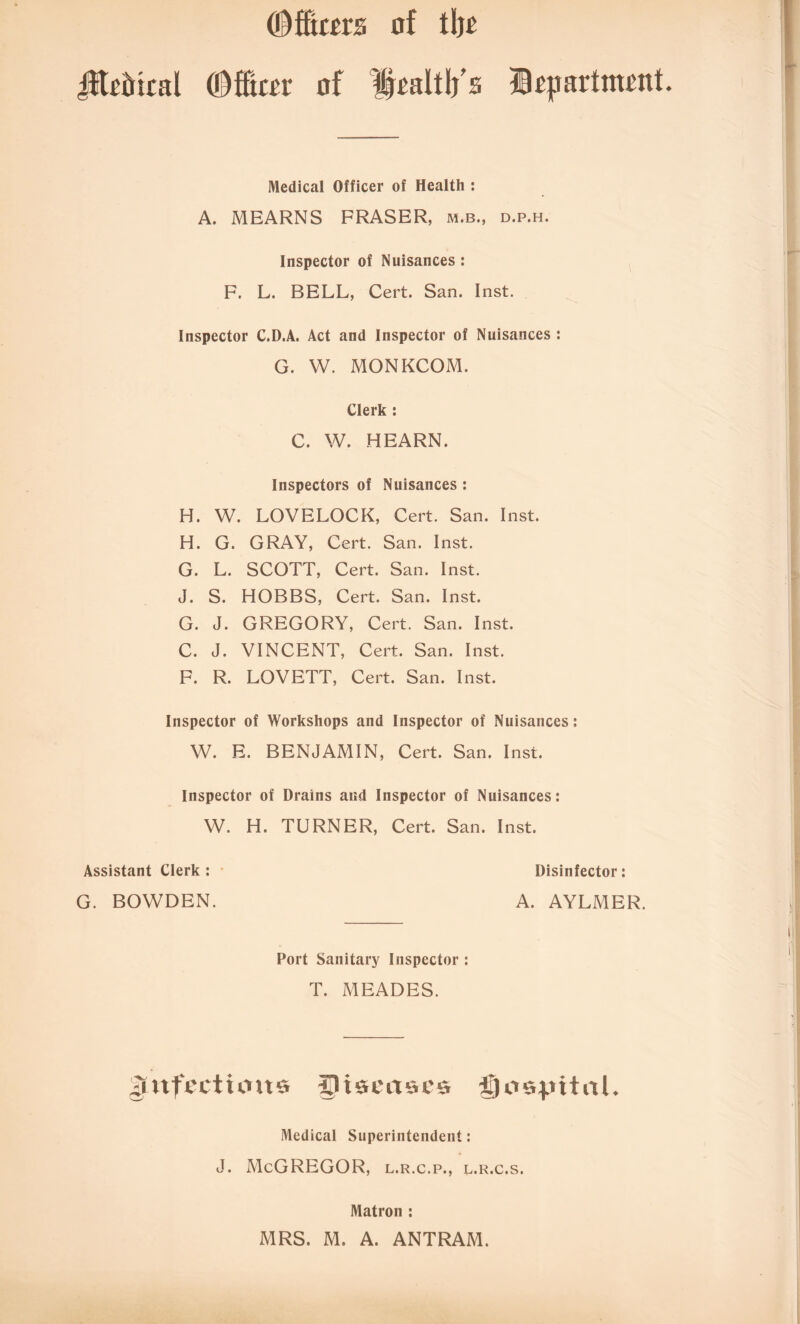 Officers of the
Medical Officer of Health's Department.
Medical Officer of Health :
A. MEARNS FRASER, M.B., D.P.H.
Inspector of Nuisances :
F. L. BELL, Cert. San. Inst.
Inspector C.D.A. Act and Inspector of Nuisances :
G. W. MONKCOM.
Clerk :
C. W. HEARN.
Inspectors of Nuisances :
H. W. LOVELOCK, Cert. San. Inst.
H. G. GRAY, Cert. San. Inst.
G. L. SCOTT, Cert. San. Inst.
J. S. HOBBS, Cert. San. Inst.
G. J. GREGORY, Cert. San. Inst.
C. J. VINCENT, Cert. San. Inst.
F. R. LOVETT, Cert. San. Inst.
Inspector of Workshops and Inspector of Nuisances :
W. E. BENJAMIN, Cert. San. Inst.
Inspector of Drains and Inspector of Nuisances :
W. H. TURNER, Cert. San. Inst.
Assistant Clerk : Disinfector :
G. BOWDEN. A. AYLMER.
Port Sanitary Inspector :
T. MEADES.
Infectious Diseases Hospital.
Medical Superintendent :
J. McGREGOR, L.R.C.P., L.R.C.S.
Matron :
MRS. M. A. ANTRAM.